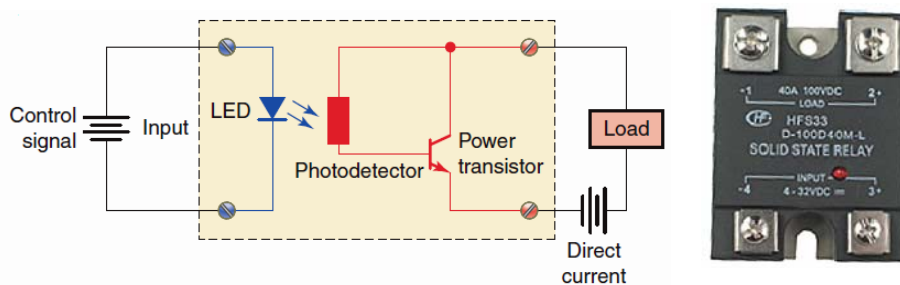 Control
signal
Input
LED
Photodetector
Power
transistor
Load
Direct
current
-1 40A 100VDC 2+
LOAD
HF HFS33
D-100D40M-L
SOLID STATE RELAY
INPUT
-4 4-32VDC 3+